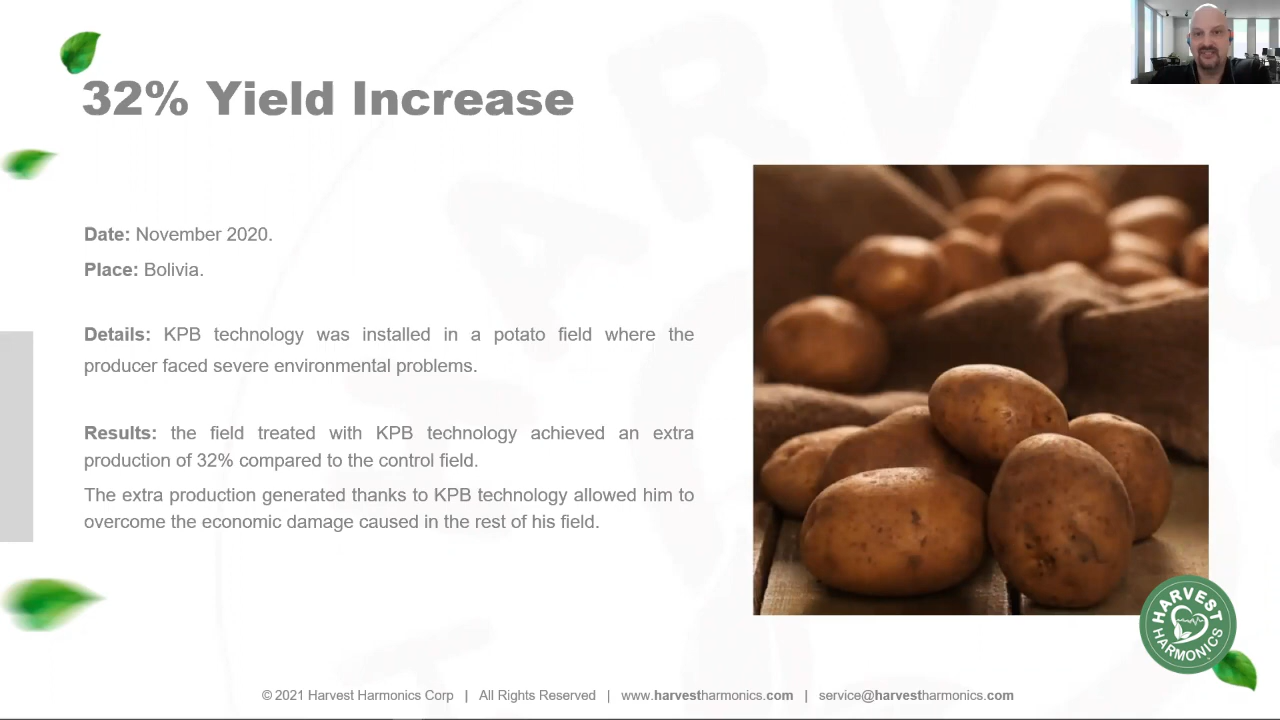 32% Yield Increase
Date: November 2020.
Place: Bolivia.
Details: KPB technology was installed in a potato field where the
producer faced severe environmental problems.
Results: the field treated with KPB technology achieved an extra
production of 32% compared to the control field.
The extra production generated thanks to KPB technology allowed him to
overcome the economic damage caused in the rest of his field.
HARVEST
HARMONICS
© 2021 Harvest Harmonics Corp | All Rights Reserved | www.harvestharmonics.com | service@harvestharmonics.com